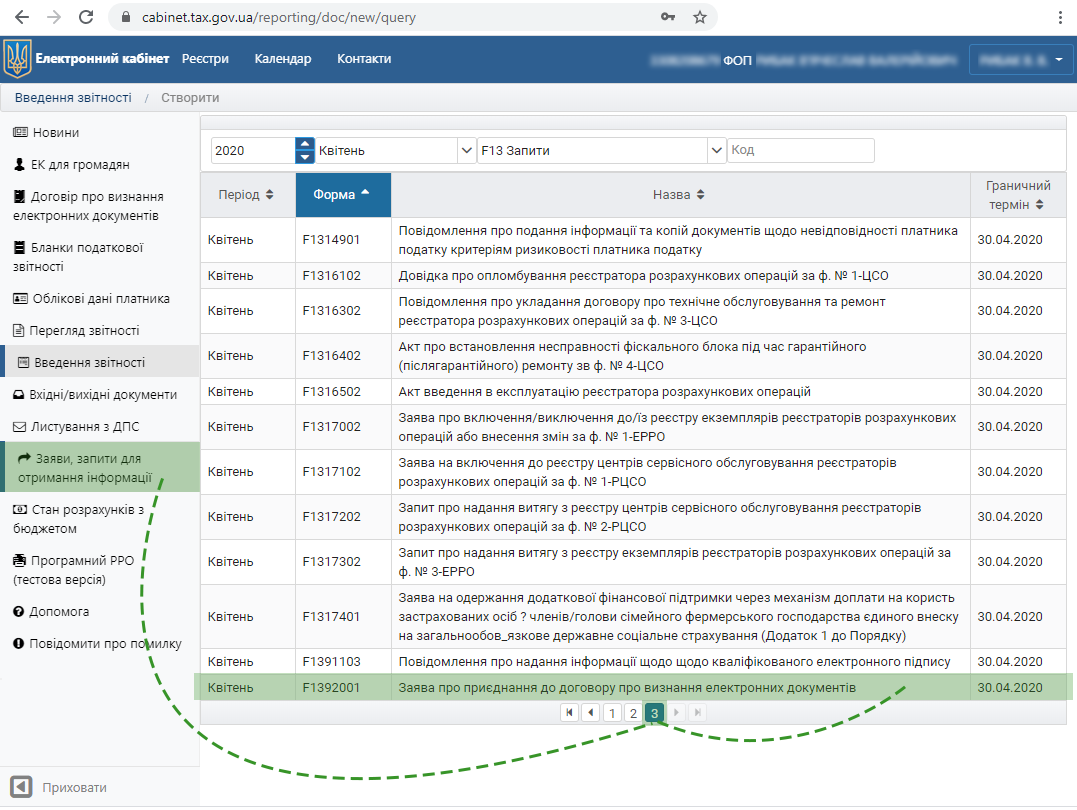 cabinet.tax.gov.ua/reporting/doc/new/query
Електронний кабінет Реєстри Календар Контакти ФОП
Введення звітності / Створити
Новини
ЕК для громадян
Договір про визнання
електронних документів
Бланки податкової
звітності
Облікові дані платника
Перегляд звітності
Введення звітності
Вхідні/вихідні документи
Листування з ДПС
Заяви, запити для
отримання інформації
Стан розрахунків з
бюджетом
Програмний РРО
(тестова версія)
Допомога
Повідомити про помилку
Приховати
2020 Квітень F13 Запити Код
Період Форма Назва Граничний
термін
Квітень F1314901 Повідомлення про подання інформації та копій документів щодо невідповідності платника 30.04.2020
податку критеріям ризиковості платника податку
Квітень F1316102 Довідка про опломбування реєстратора розрахункових операцій за ф. № 1-ЦСО 30.04.2020
Квітень F1316302 Повідомлення про укладання договору про технічне обслуговування та ремонт 30.04.2020
реєстратора розрахункових операцій за ф. № 3-ЦСО
Квітень F1316402 Акт про встановлення несправності фіскального блока під час гарантійного 30.04.2020
(післягарантійного) ремонту зв ф. № 4-ЦСО
Квітень F1316502 Акт введення в експлуатацію реєстратора розрахункових операцій 30.04.2020
Квітень F1317002 Заява про включення/виключення до/їз реєстру екземплярів реєстраторів розрахункових 30.04.2020
операцій або внесення змін за ф. № 1-ЕРРО
Квітень F1317102 Заява на включення до реєстру центрів сервісного обслуговування реєстраторів 30.04.2020
розрахункових операцій за ф. № 1-РЦСО
Квітень F1317202 Запит про надання витягу з реєстру центрів сервісного обслуговування реєстраторів 30.04.2020
розрахункових операцій за ф. № 2-РЦСО
Квітень F1317302 Запит про надання витягу з реєстру екземплярів реєстраторів розрахункових операцій за 30.04.2020
ф. № 3-ЕРРО
Квітень F1317401 Заява на одержання додаткової фінансової підтримки через механізм доплати на користь 30.04.2020
застрахованих осіб ? членів/голови сімейного фермерського господарства єдиного внеску
на загальнообов_язкове державне соціальне страхування (Додаток 1 до Порядку)
Квітень F1391103 Повідомлення про надання інформації щодо щодо кваліфікованого електронного підпису 30.04.2020
Квітень F1392001 Заява про приєднання до договору про визнання електронних документів 30.04.2020
1 2 3